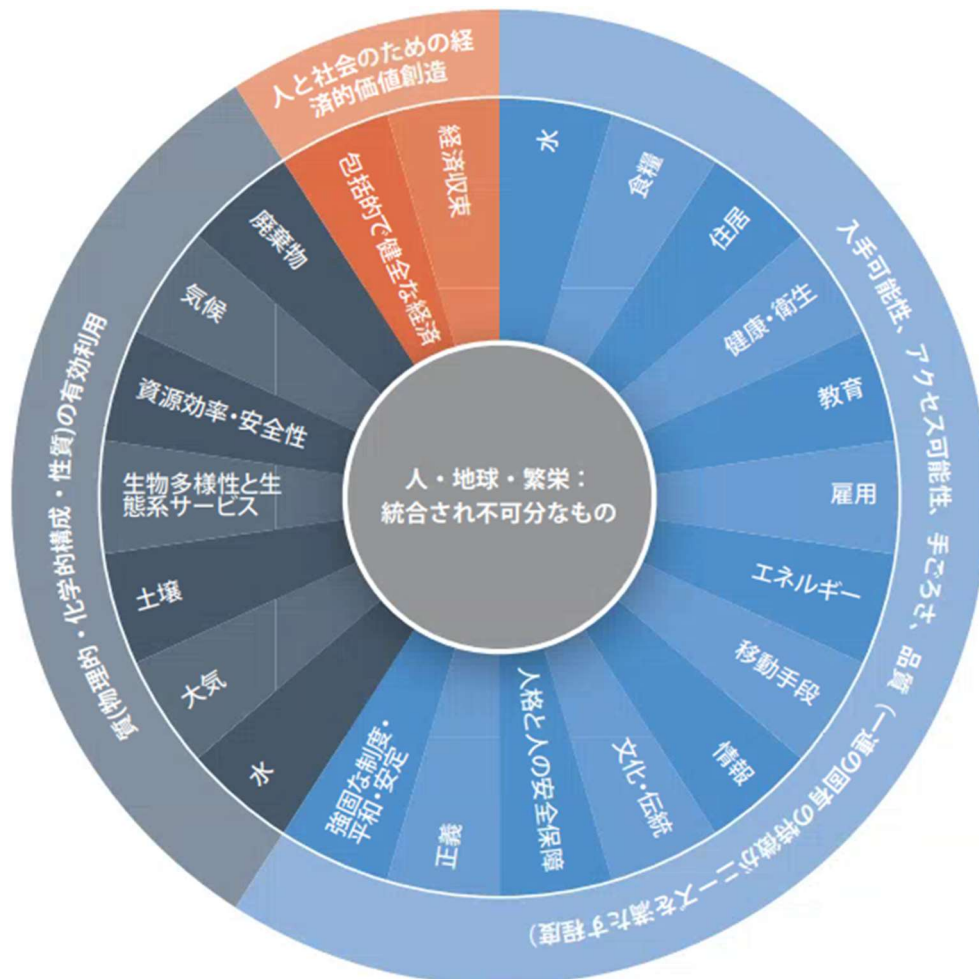 人と社会のための経
済的価値創造
入手可能性、アクセス可能性、手ごろさ、品質（一連の固有の特徴がニーズを満たす程度）
質(物理的・化学的構成・性質)の有効利用
水
食糧
住居
健康・衛生
教育
雇用
エネルギー
移動手段
情報
文化・伝統
人格と人の安全保障
正義
強固な制度・
平和・安定
水
大気
土壌
生物多様性と生
態系サービス
資源効率・安全性
気候
廃棄物
包括的で健全な経済
経済収束
人・地球・繁栄：
統合され不可分なもの